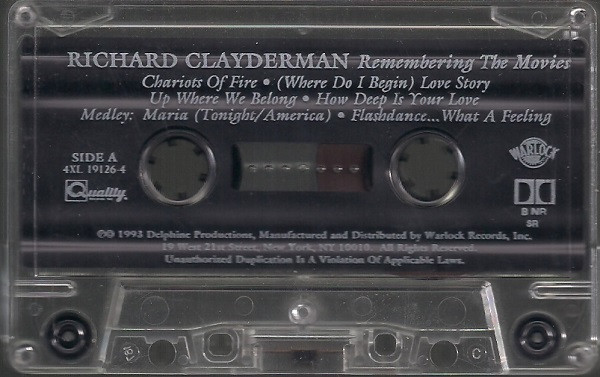 RICHARD CLAYDERMAN Remembering The Movies
Chariots Of Fire • (Where Do I Begin) Love Story
Up Where We Belong • How Deep Is Your Love
Medley: Maria (Tonight/America) • Flashdance...What A Feeling
SIDE A
4XL 19126-4
Quality
WARLOCK
B NR
SR
℗© 1993 Delphine Productions, Manufactured and Distributed by Warlock Records, Inc.
19 West 21st Street, New York, NY 10010. All Rights Reserved.
Unauthorized Duplication Is A Violation Of Applicable Laws.